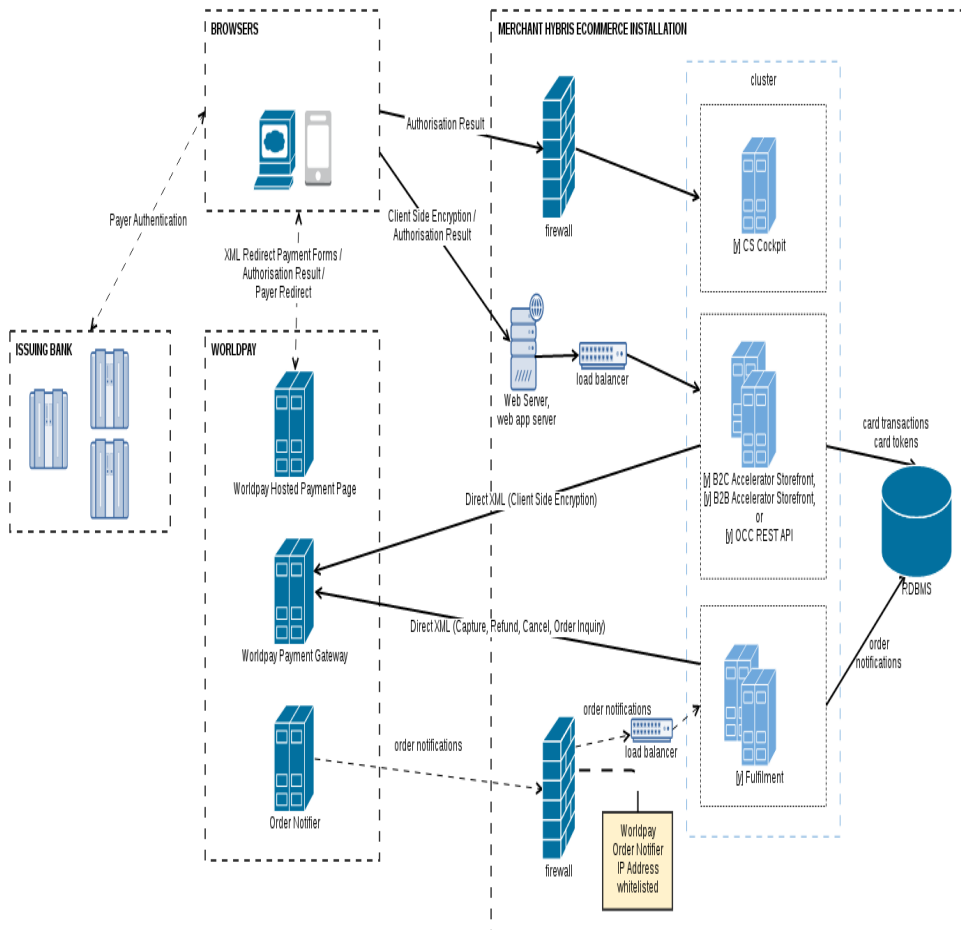 BROWSERS
MERCHANT HYBRIS ECOMMERCE INSTALLATION
cluster
Authorisation Result
firewall
[y] CS Cockpit
Payer Authentication
Client Side Encryption /
Authorisation Result
XML Redirect Payment Forms /
Authorisation Result /
Payer Redirect
ISSUING BANK
WORLDPAY
Web Server,
web app server
load balancer
Worldpay Hosted Payment Page
[y] B2C Accelerator Storefront,
[y] B2B Accelerator Storefront,
or
[y] OCC REST API
card transactions
card tokens
RDBMS
Direct XML (Client Side Encryption)
Worldpay Payment Gateway
Direct XML (Capture, Refund, Cancel, Order Inquiry)
order
notifications
order notifications
load balancer
[y] Fulfilment
order notifications
Order Notifier
firewall
Worldpay
Order Notifier
IP Address
whitelisted